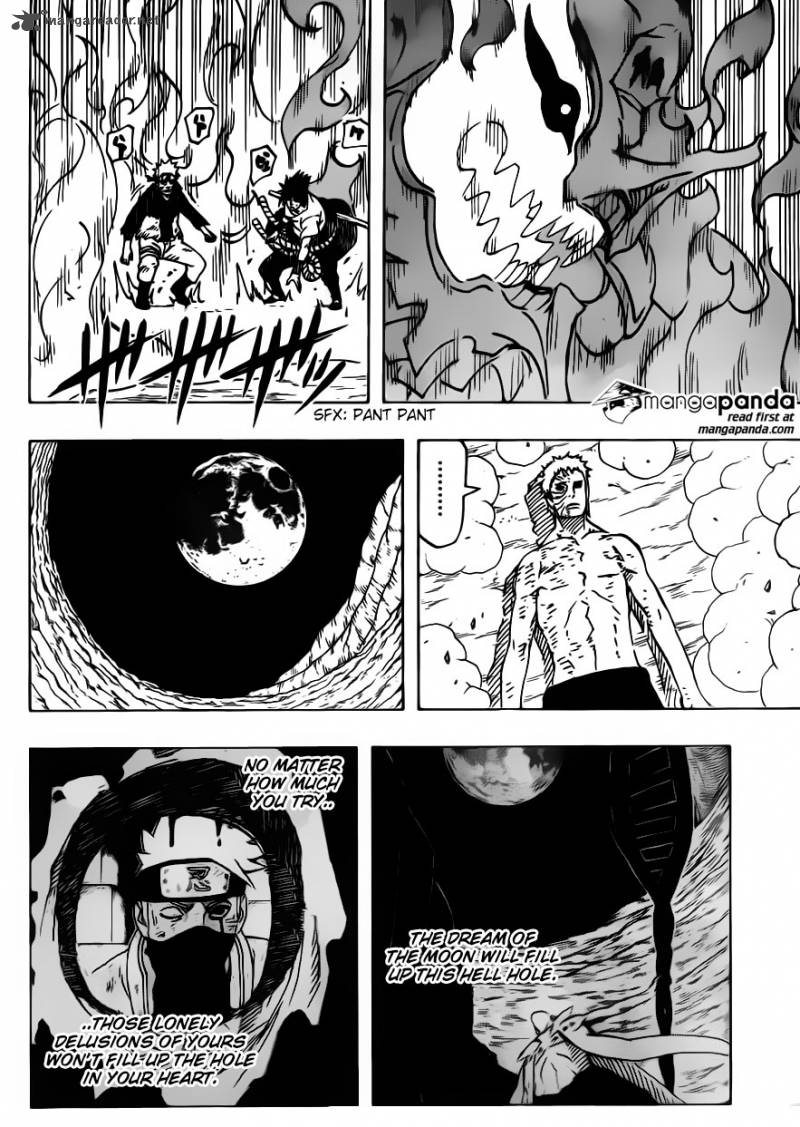 mangareader.net
mangapanda
read first at
mangapanda.com
SFX: PANT PANT
.........
THE DREAM OF
THE MOON WILL FILL
UP THIS HELL HOLE.
NO MATTER
HOW MUCH
YOU TRY..
..THOSE LONELY
DELUSIONS OF YOURS
WON'T FILL UP THE HOLE
IN YOUR HEART.